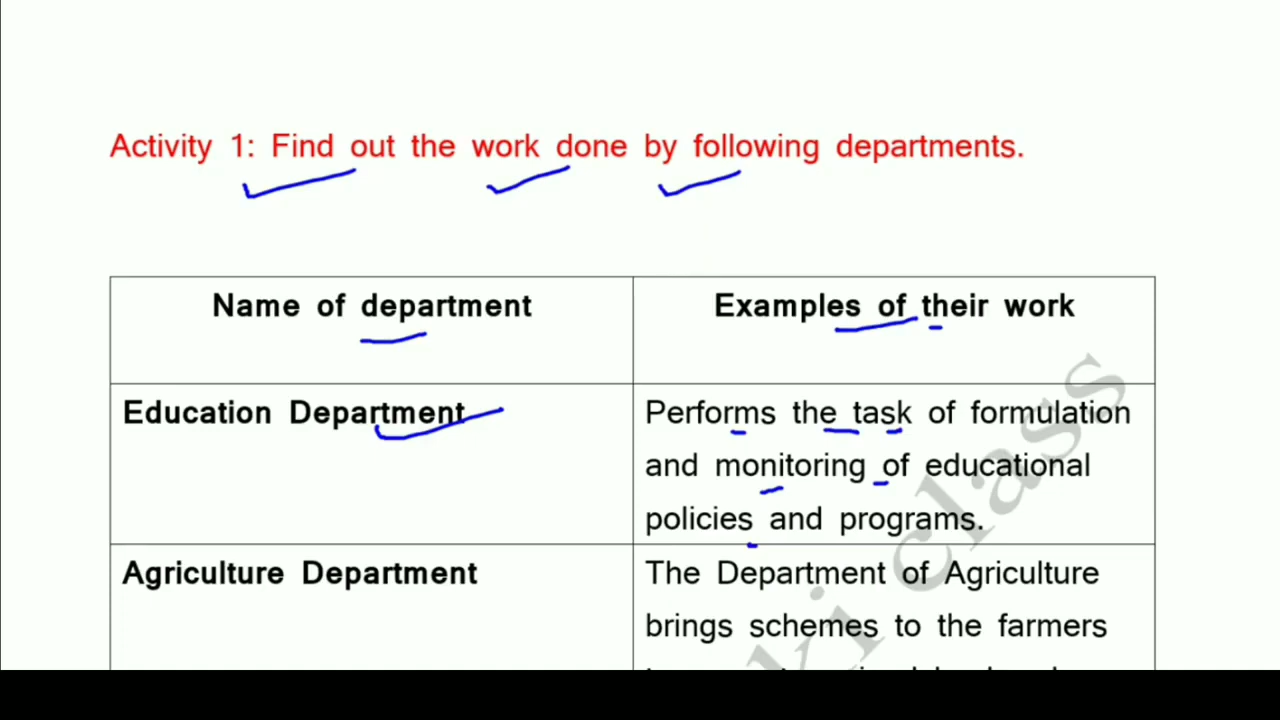 Activity 1: Find out the work done by following departments.
Name of department
Examples of their work
Education Department
Performs the task of formulation
and monitoring of educational
policies and programs.
Agriculture Department
The Department of Agriculture
brings schemes to the farmers
ki class